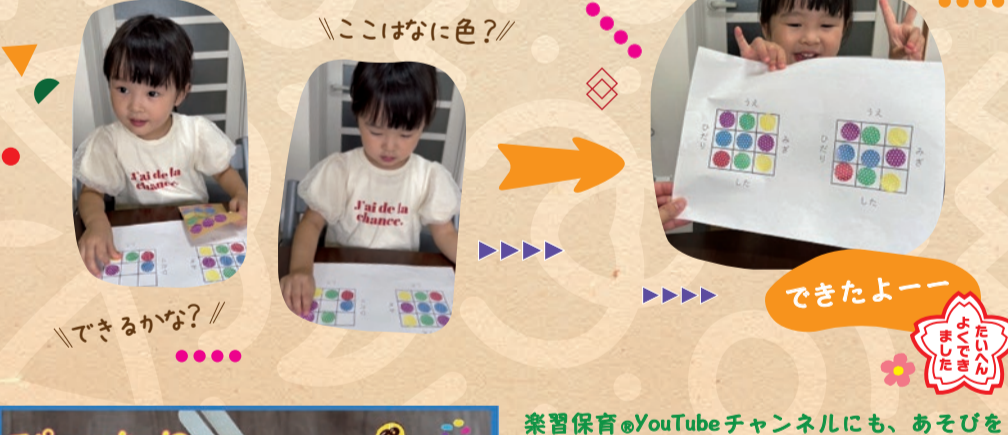 ここはなに色?
J'ai de la
chance.
J'ai de la
chance.
できるかな?
うえ
ひだり
みぎ
した
うえ
ひだり
みぎ
した
できたよーー
たいへん
よくでき
ました
楽習保育®YouTubeチャンネルにも、あそびを